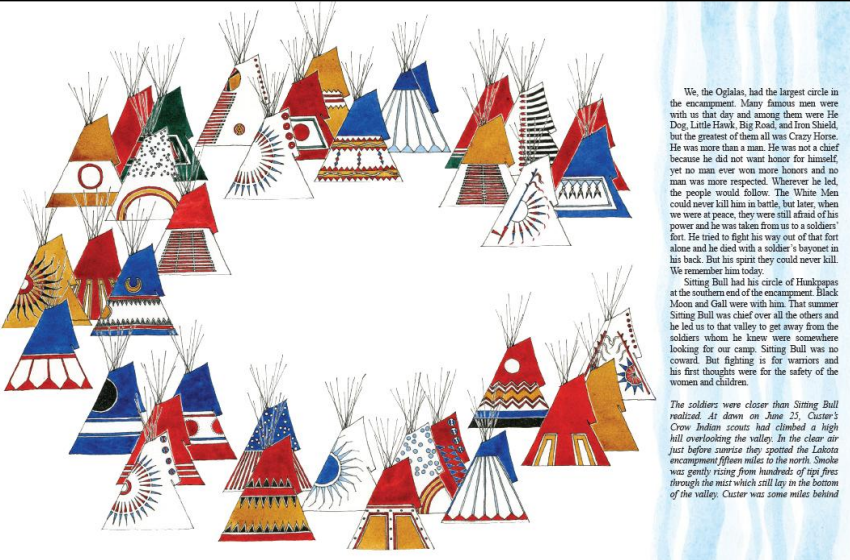 We, the Oglalas, had the largest circle in
the encampment. Many famous men were
with us that day and among them were He
Dog, Little Hawk, Big Road, and Iron Shield,
but the greatest of them all was Crazy Horse.
He was more than a man. He was not a chief
because he did not want honor for himself,
yet no man ever won more honors and no
man was more respected. Wherever he led,
the people would follow. The White Men
could never kill him in battle, but later, when
we were at peace, they were still afraid of his
power and he was taken from us to a soldiers'
fort. He tried to fight his way out of that fort
alone and he died with a soldier's bayonet in
his back. But his spirit they could never kill.
We remember him today.
Sitting Bull had his circle of Hunkpapas
at the southern end of the encampment. Black
Moon and Gall were with him. That summer
Sitting Bull was chief over all the others and
he led us to that valley to get away from the
soldiers whom he knew were somewhere
looking for our camp. Sitting Bull was no
coward. But fighting is for warriors and
his first thoughts were for the safety of the
women and children.
The soldiers were closer than Sitting Bull
realized. At dawn on June 25, Custer's
Crow Indian scouts had climbed a high
hill overlooking the valley. In the clear air
just before sunrise they spotted the Lakota
encampment fifteen miles to the north. Smoke
was gently rising from hundreds of tipi fires
through the mist which still lay in the bottom
of the valley. Custer was some miles behind